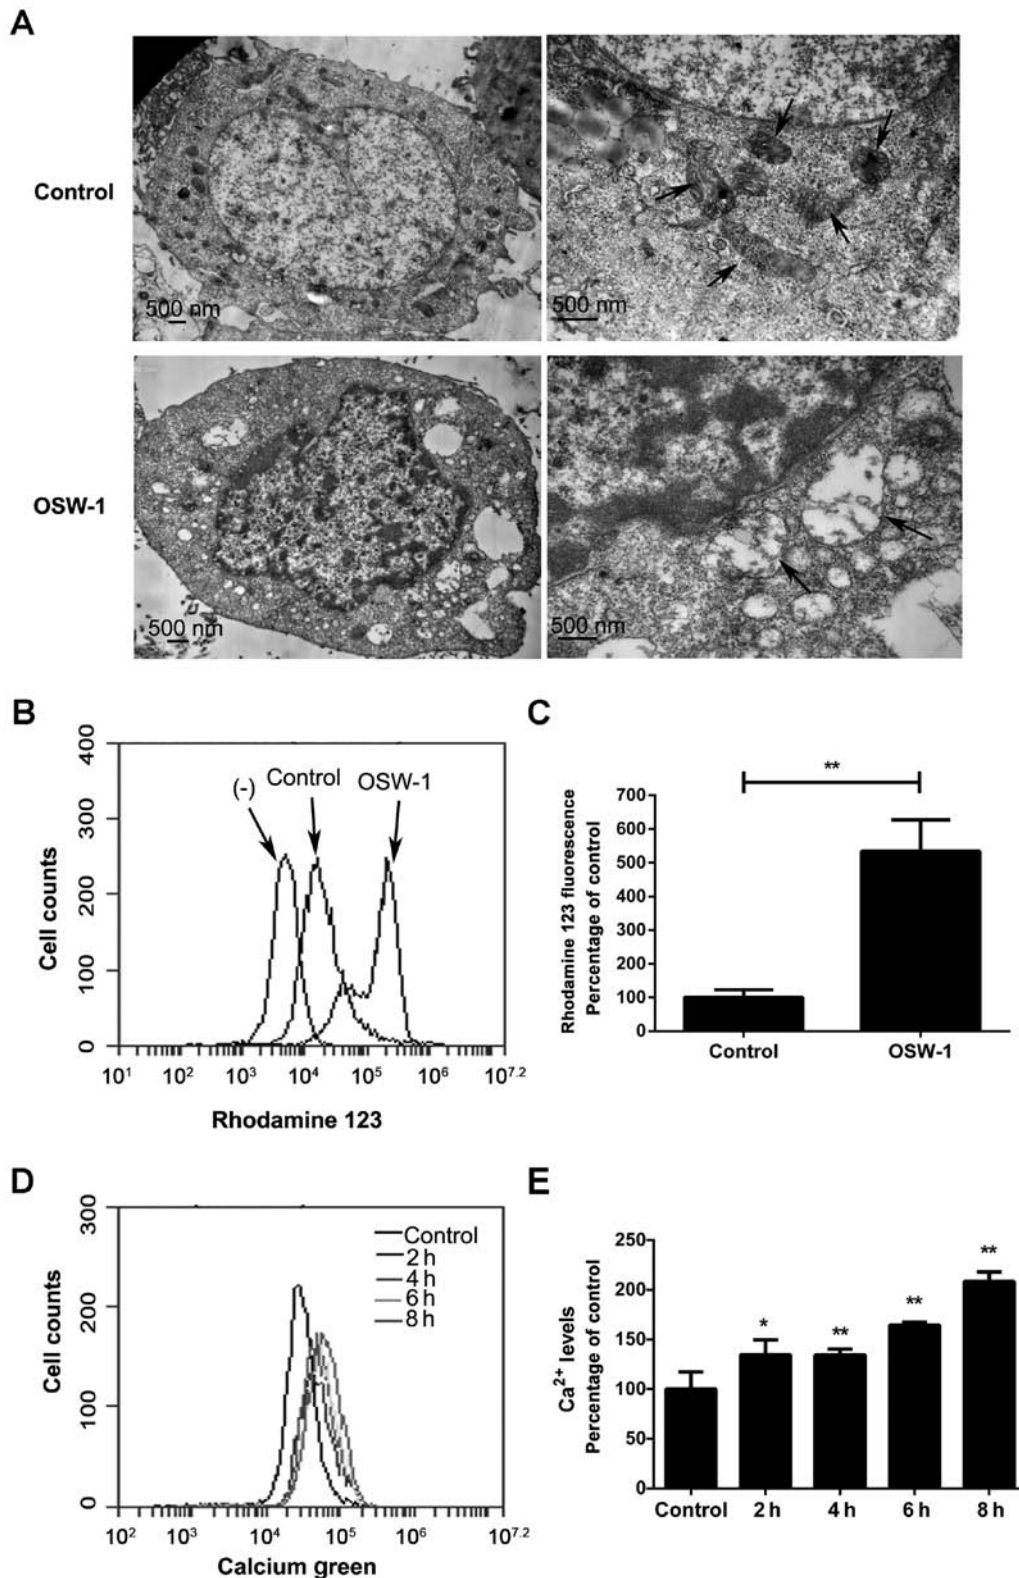 A
Control
500 nm
500 nm
OSW-1
500 nm
500 nm
B
400
300
200
100
0
Cell counts
(-)
Control
OSW-1
10¹
10²
10³
10⁴
10⁵
10⁶
10⁷·²
Rhodamine 123
C
**
700
600
500
400
300
200
100
0
Rhodamine 123 fluorescence
Percentage of control
Control
OSW-1
D
300
200
100
0
Cell counts
Control
2 h
4 h
6 h
8 h
10²
10³
10⁴
10⁵
10⁶
10⁷·²
Calcium green
E
250
200
150
100
50
0
Ca²⁺ levels
Percentage of control
*
**
**
**
Control
2 h
4 h
6 h
8 h